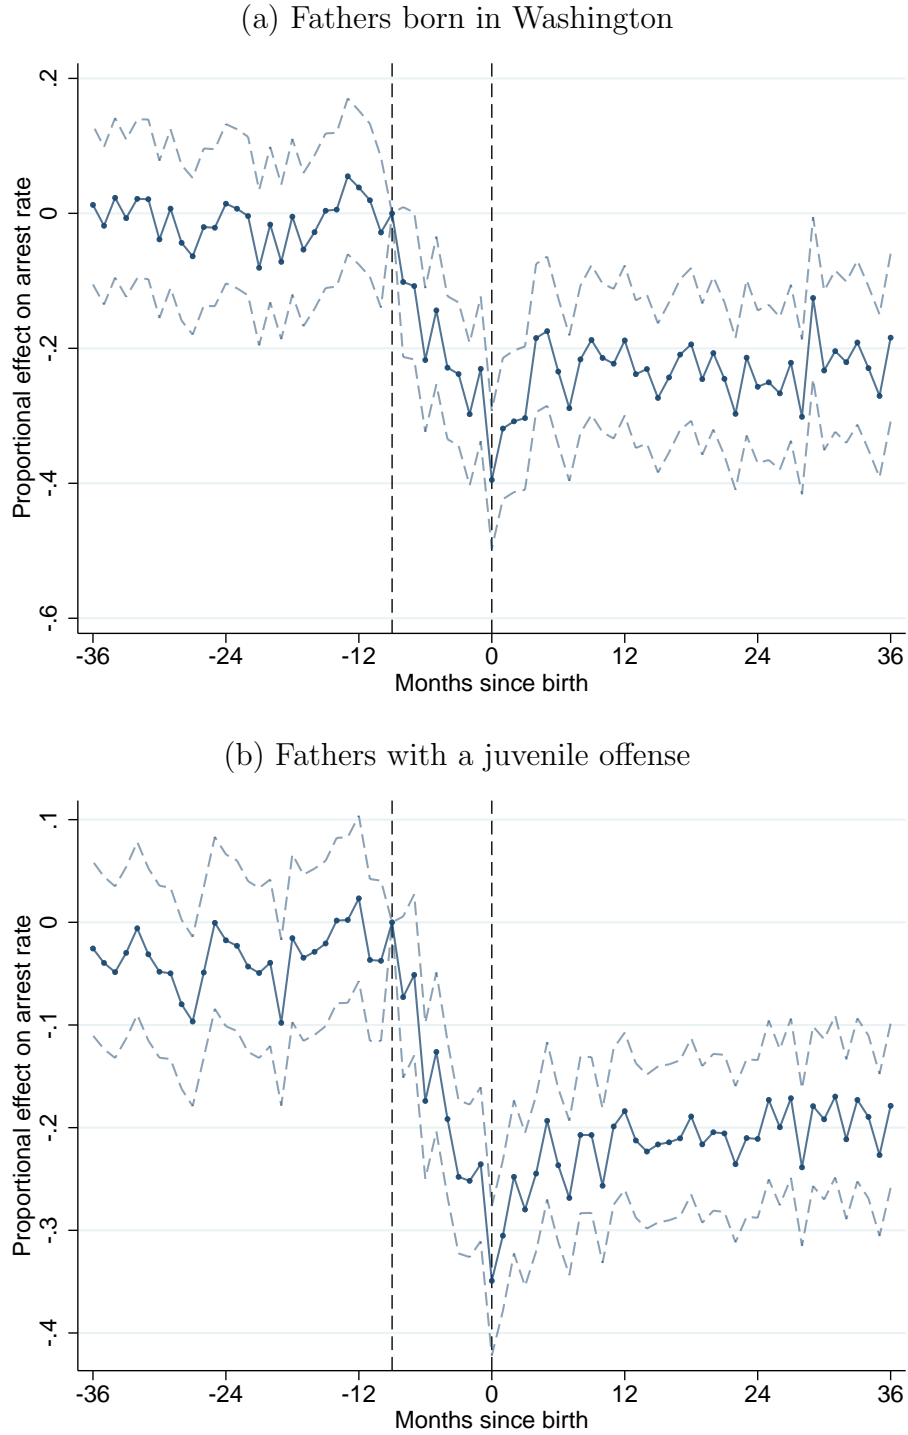 (a) Fathers born in Washington
Proportional effect on arrest rate
.2
0
-.2
-.4
-.6
-36 -24 -12 0 12 24 36
Months since birth
(b) Fathers with a juvenile offense
Proportional effect on arrest rate
.1
0
-.1
-.2
-.3
-.4
-36 -24 -12 0 12 24 36
Months since birth